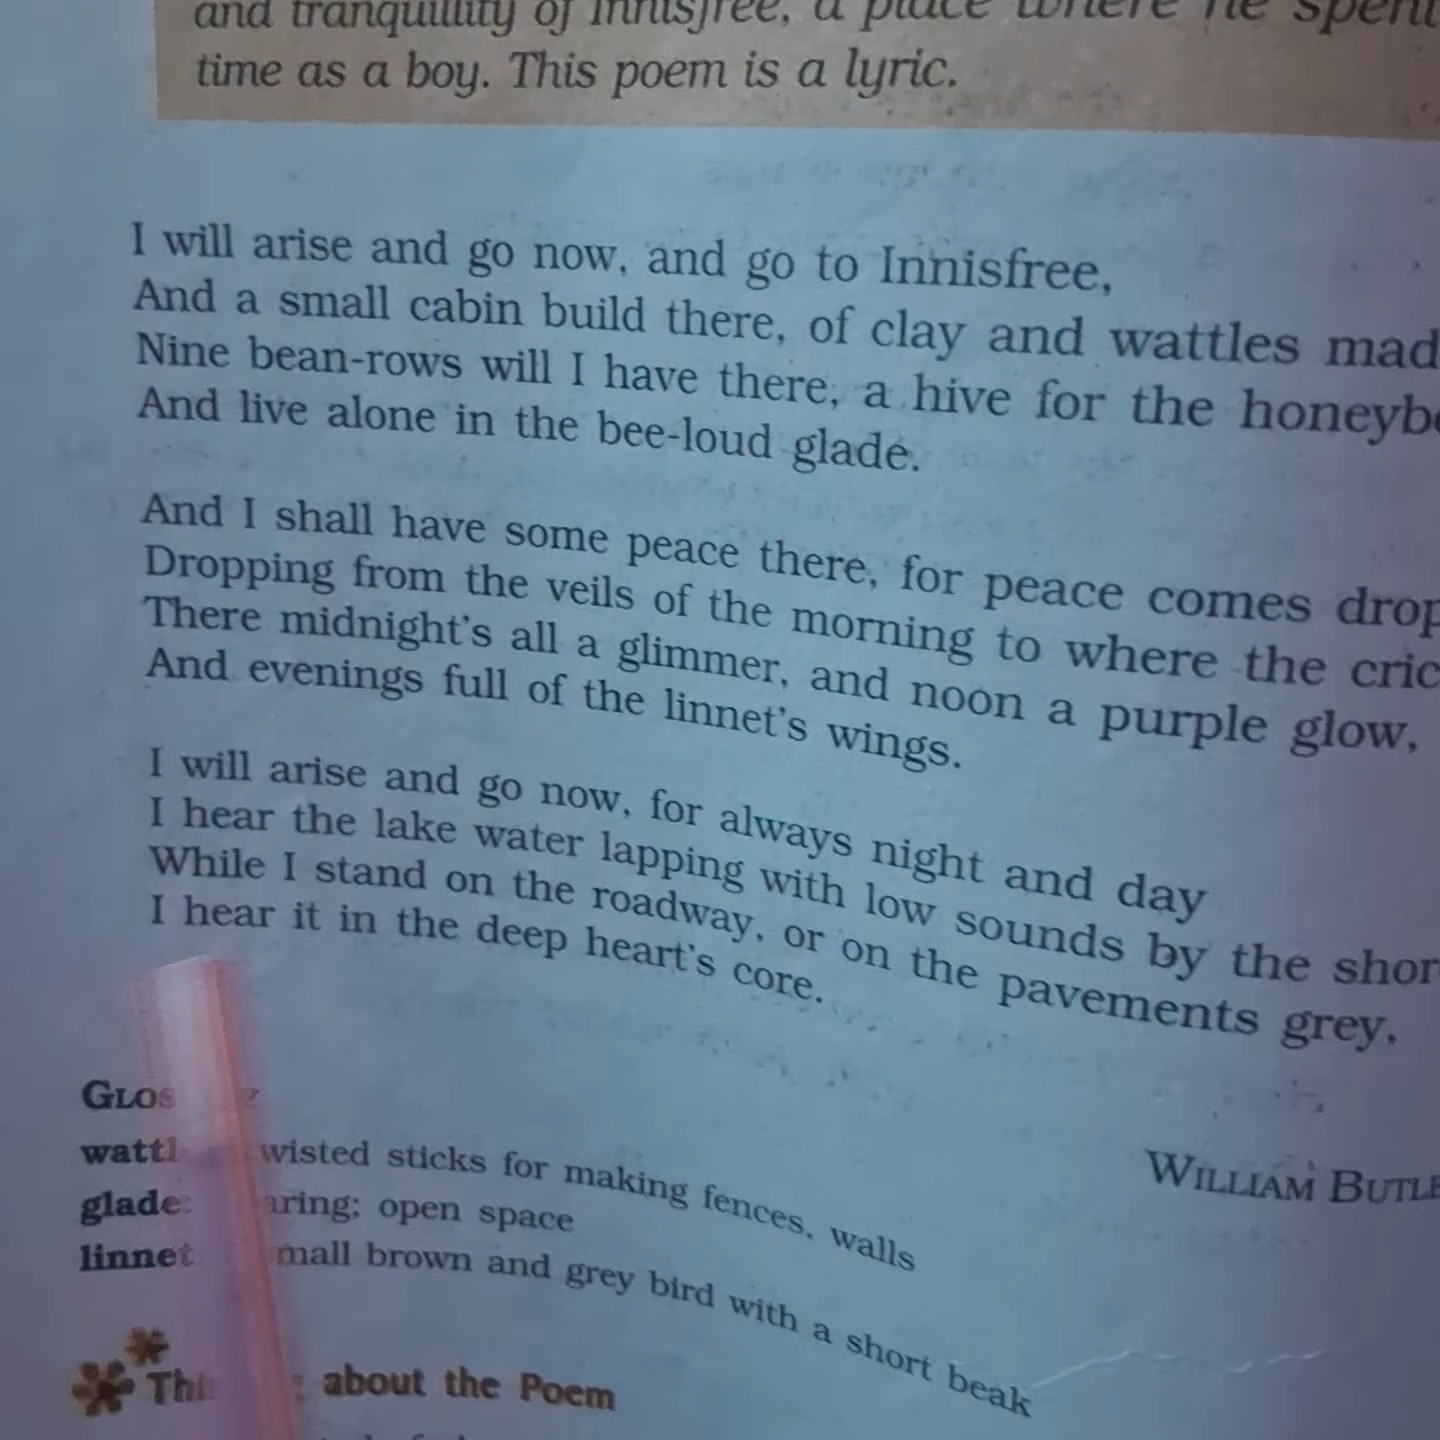 and tranquillity of Innisfree, a place where he spent
time as a boy. This poem is a lyric.
I will arise and go now, and go to Innisfree,
And a small cabin build there, of clay and wattles mad
Nine bean-rows will I have there, a hive for the honeyb
And live alone in the bee-loud glade.
And I shall have some peace there, for peace comes drop
Dropping from the veils of the morning to where the cric
There midnight's all a glimmer, and noon a purple glow,
And evenings full of the linnet's wings.
I will arise and go now, for always night and day
I hear the lake water lapping with low sounds by the shor
While I stand on the roadway, or on the pavements grey,
I hear it in the deep heart's core.
WILLIAM BUTLE
GLOS
wattl wisted sticks for making fences, walls
glade: aring; open space
linnet mall brown and grey bird with a short beak
Thi about the Poem